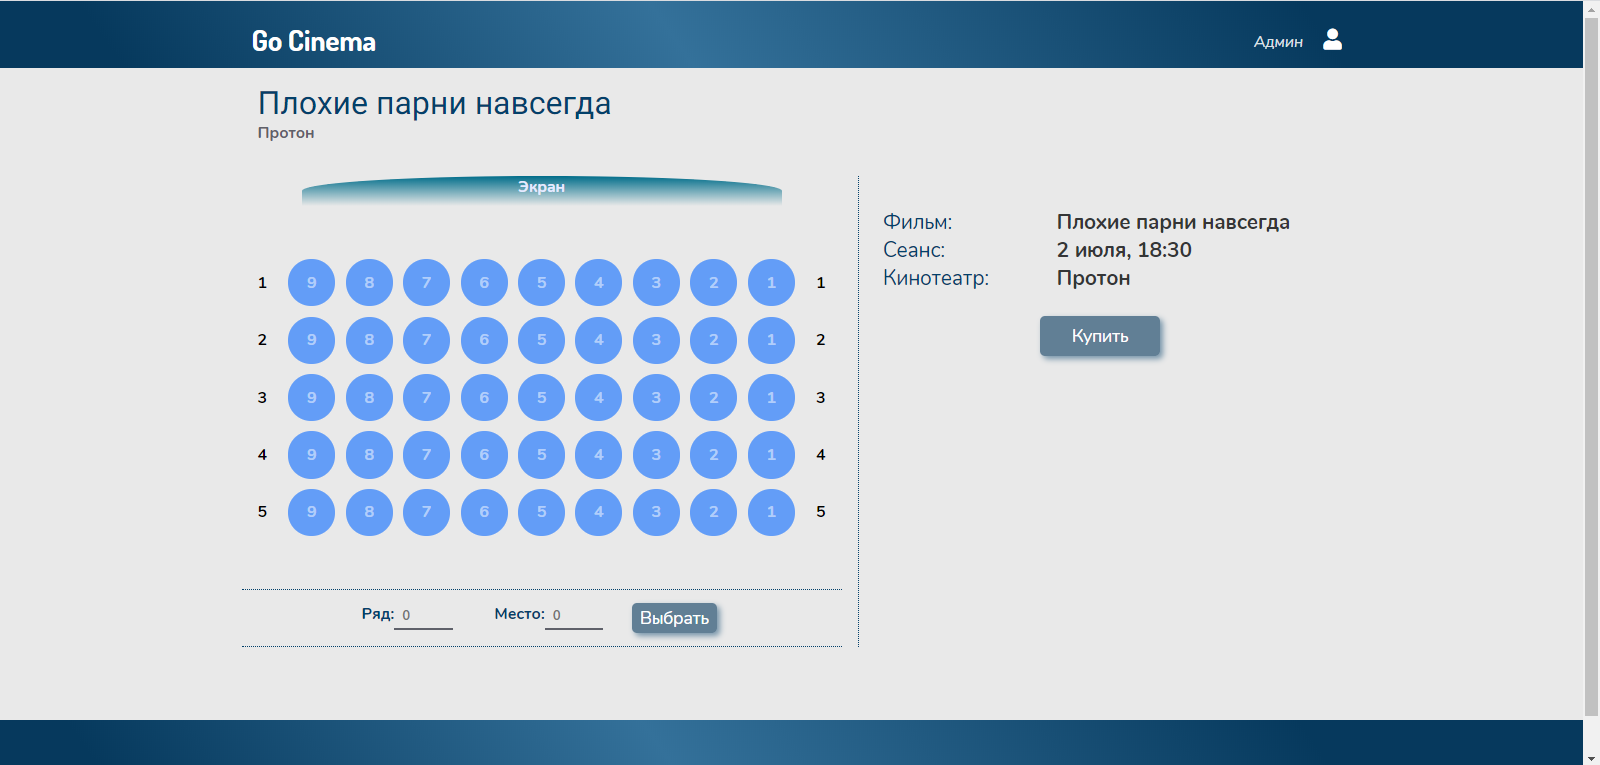 Go Cinema
Админ
Плохие парни навсегда
Протон
Экран
1 9 8 7 6 5 4 3 2 1 1
2 9 8 7 6 5 4 3 2 1 2
3 9 8 7 6 5 4 3 2 1 3
4 9 8 7 6 5 4 3 2 1 4
5 9 8 7 6 5 4 3 2 1 5
Ряд: 0 Место: 0 Выбрать
Фильм: Плохие парни навсегда
Сеанс: 2 июля, 18:30
Кинотеатр: Протон
Купить